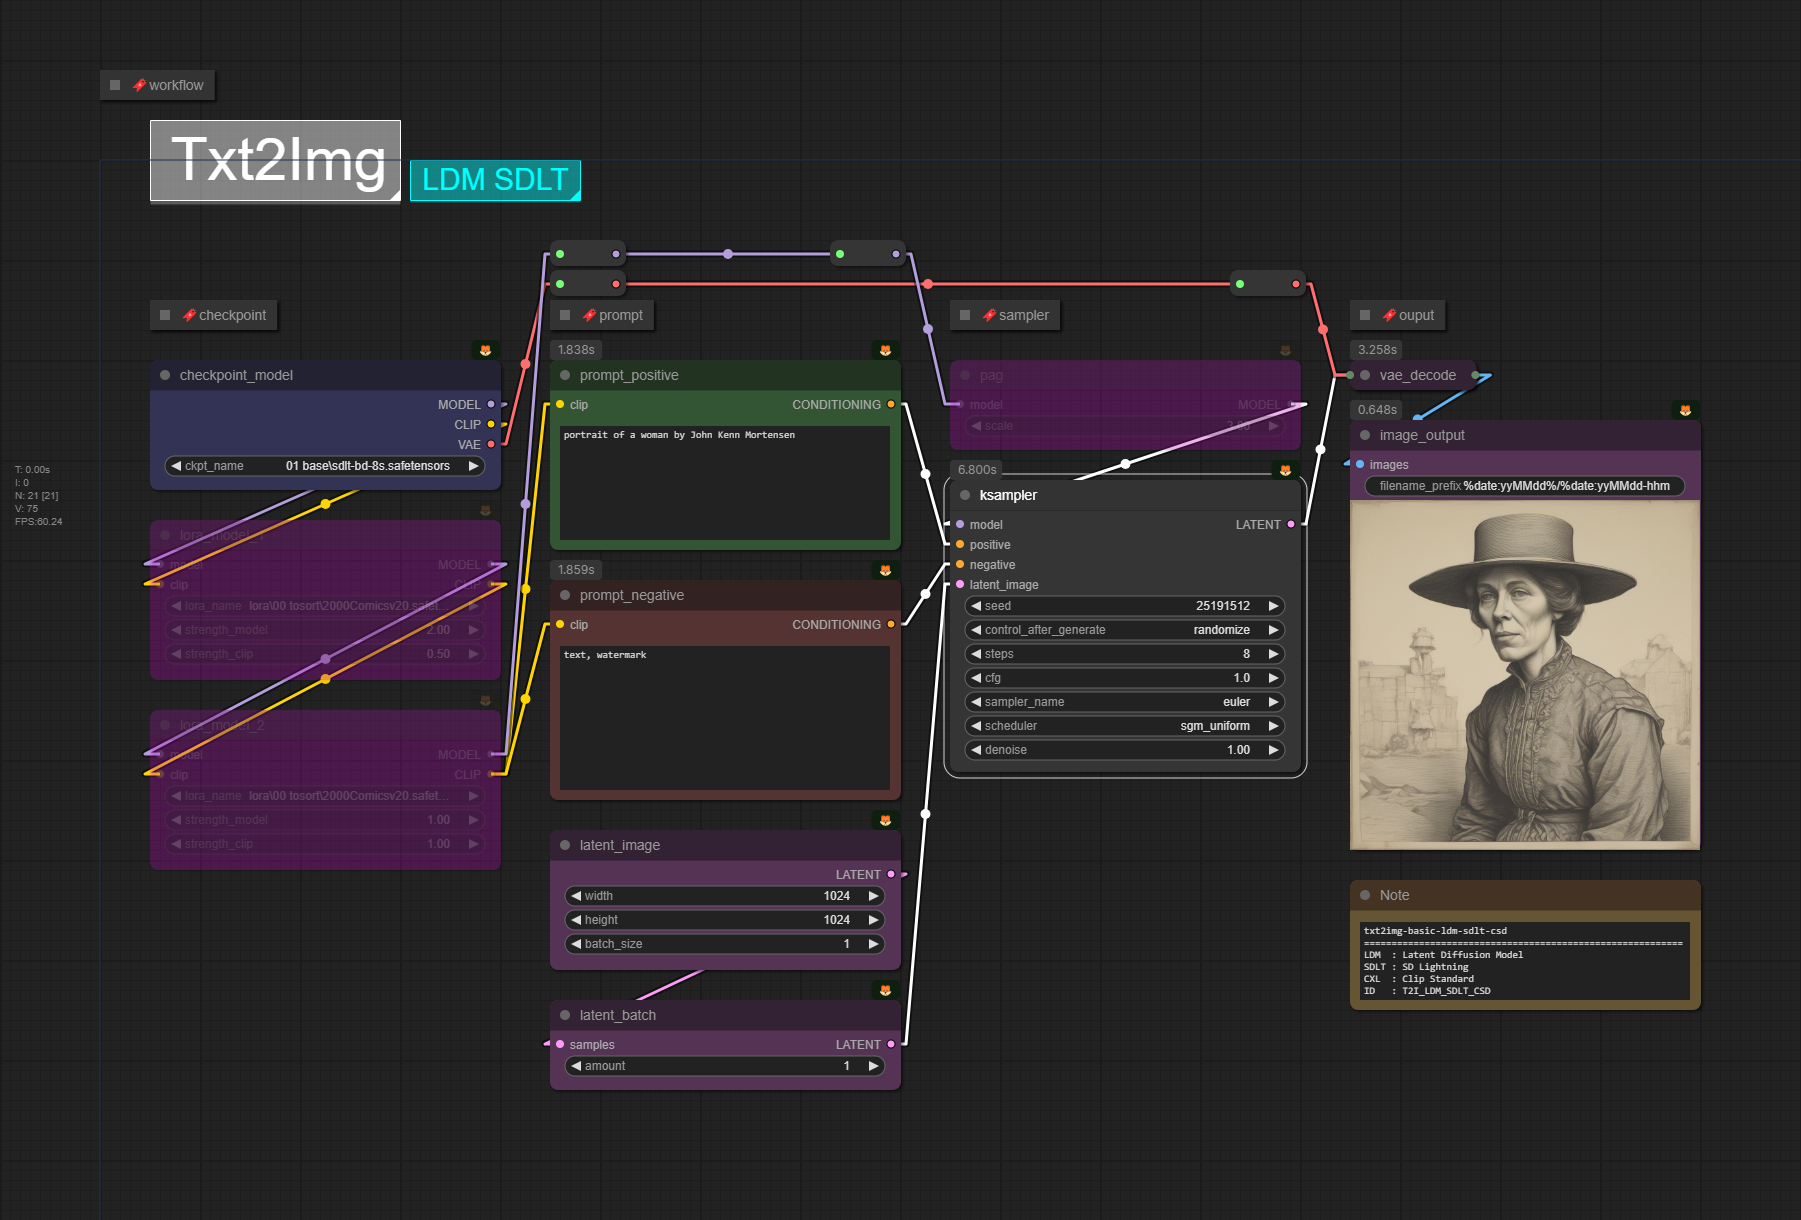 workflow
Txt2Img
LDM SDLT
checkpoint
prompt
sampler
ouput
checkpoint_model
MODEL
CLIP
VAE
ckpt_name 01 base\sdlt-bd-8s.safetensors
T: 0.00s
I: 0
N: 21 [21]
V: 75
FPS:60.24
lora_model_1
model MODEL
clip CLIP
lora_name lora\00 tosort\2000Comicsv20.safet...
strength_model 2.00
strength_clip 0.50
lora_model_2
model MODEL
clip CLIP
lora_name lora\00 tosort\2000Comicsv20.safet...
strength_model 1.00
strength_clip 1.00
1.838s
prompt_positive
clip CONDITIONING
portrait of a woman by John Kenn Mortensen
1.859s
prompt_negative
clip CONDITIONING
text, watermark
latent_image
LATENT
width 1024
height 1024
batch_size 1
latent_batch
samples LATENT
amount 1
pag
model MODEL
scale
6.800s
ksampler
model LATENT
positive
negative
latent_image
seed 25191512
control_after_generate randomize
steps 8
cfg 1.0
sampler_name euler
scheduler sgm_uniform
denoise 1.00
3.258s
vae_decode
0.648s
image_output
images
filename_prefix %date:yyMMdd%/%date:yyMMdd-hhm
Note
txt2img-basic-ldm-sdlt-csd
==========================================================
LDM : Latent Diffusion Model
SDLT : SD Lightning
CXL : Clip Standard
ID : T2I_LDM_SDLT_CSD